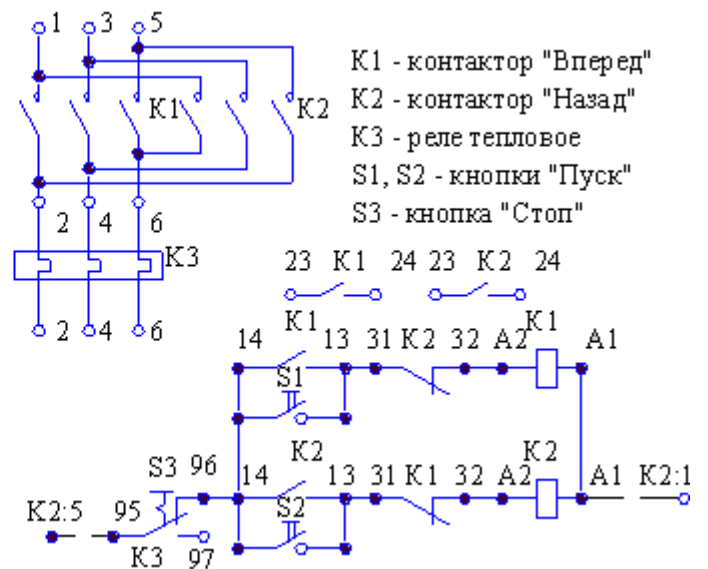 1 3 5
К1 - контактор "Вперед"
К1 К2
К2 - контактор "Назад"
К3 - реле тепловое
S1, S2 - кнопки "Пуск"
S3 - кнопка "Стоп"
2 4 6
К3
23 К1 24 23 К2 24
2 4 6
К1 К1
14 13 31 К2 32 А2 А1
S1
К2 К2
S3 96 14 13 31 К1 32 А2 А1 К2:1
К2:5 95 S2
К3 97